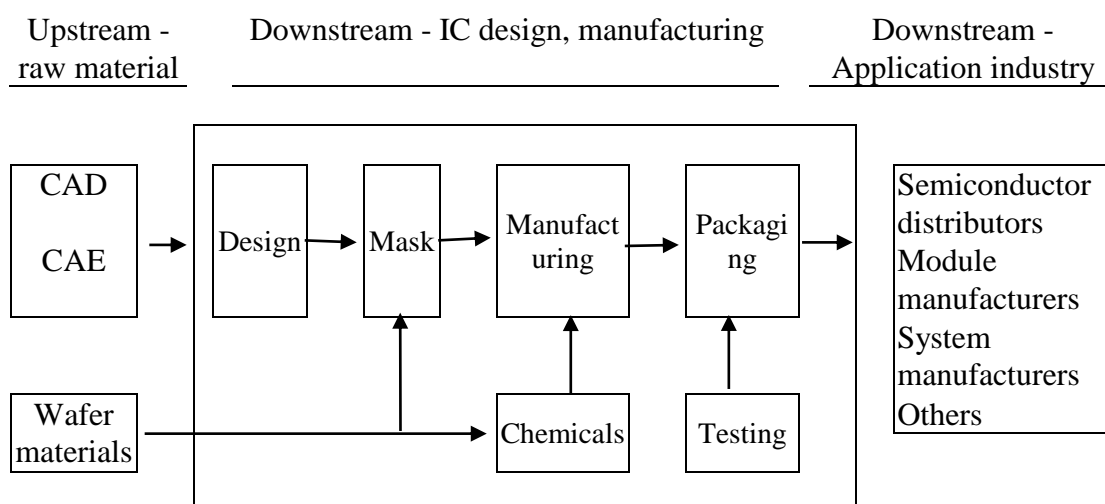 Upstream -
raw material
Downstream - IC design, manufacturing
Downstream -
Application industry
CAD
CAE
Design
Mask
Manufact
uring
Packagi
ng
Semiconductor
distributors
Module
manufacturers
System
manufacturers
Others
Wafer
materials
Chemicals
Testing